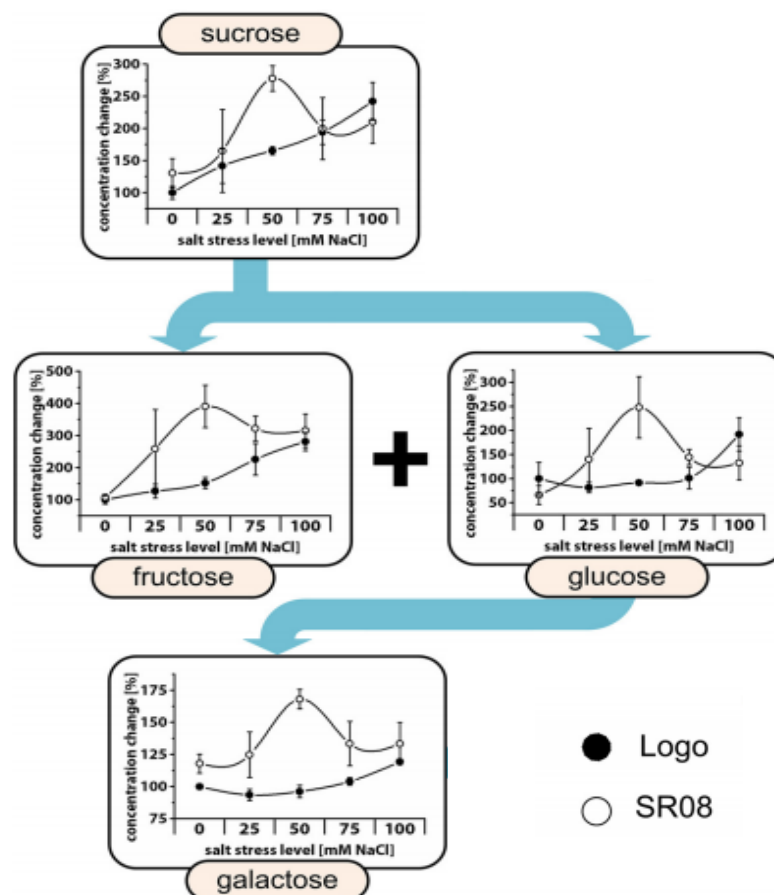 sucrose
concentration change [%]
300
250
200
150
100
0 25 50 75 100
salt stress level [mM NaCl]
concentration change [%]
500
400
300
200
100
0 25 50 75 100
salt stress level [mM NaCl]
fructose
+
concentration change [%]
300
250
200
150
100
50
0 25 50 75 100
salt stress level [mM NaCl]
glucose
concentration change [%]
175
150
125
100
75
0 25 50 75 100
salt stress level [mM NaCl]
galactose
Logo
SR08